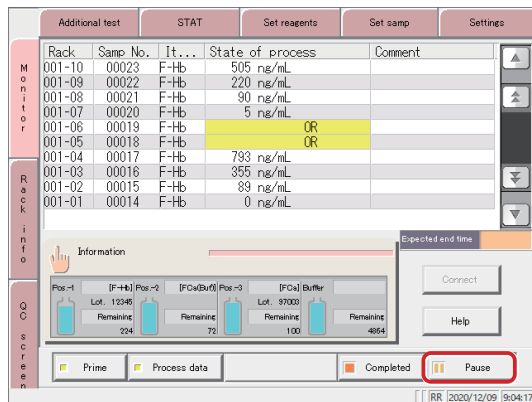 Additional test STAT Set reagents Set samp Settings
Monitor
Rack info
QC screen
Rack Samp No. It... State of process Comment
001-10 00023 F-Hb 505 ng/mL
001-09 00022 F-Hb 220 ng/mL
001-08 00021 F-Hb 90 ng/mL
001-07 00020 F-Hb 5 ng/mL
001-06 00019 F-Hb OR
001-05 00018 F-Hb OR
001-04 00017 F-Hb 793 ng/mL
001-03 00016 F-Hb 355 ng/mL
001-02 00015 F-Hb 89 ng/mL
001-01 00014 F-Hb 0 ng/mL
Expected end time
Information
Pos.-1 [F-Hb] Pos.-2 [FCa(Buf)] Pos.-3 [FCa] Buffer
Lot. 12345 Lot. 97003
Remaining Remaining Remaining Remaining
224 72 100 4864
Connect
Help
Prime Process data Completed Pause
RR 2020/12/09 9:04:17